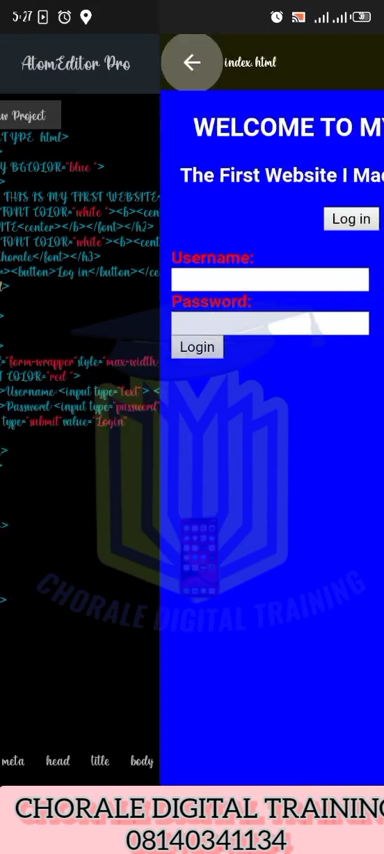 5:27
AtomEditor Pro
index.html
w Project
TYPE html>
Y BGCOLOR="blue ">
THIS IS MY FIRST WEBSITE
FONT COLOR="white "><b><cen
ITE<center></b></font></h2>
FONT COLOR="white"><b><cent
horale</font></h3>
><button>Log in</button></ce
="form-wrapper"style="max-width
T COLOR="red ">
>Username <input type="text"> <
>Password <input type="password"
type="submit"value="Login"
WELCOME TO MY
The First Website I Mad
Log in
Username:
Password:
Login
CHORALE DIGITAL TRAINING
meta head title body
CHORALE DIGITAL TRAINING
08140341134